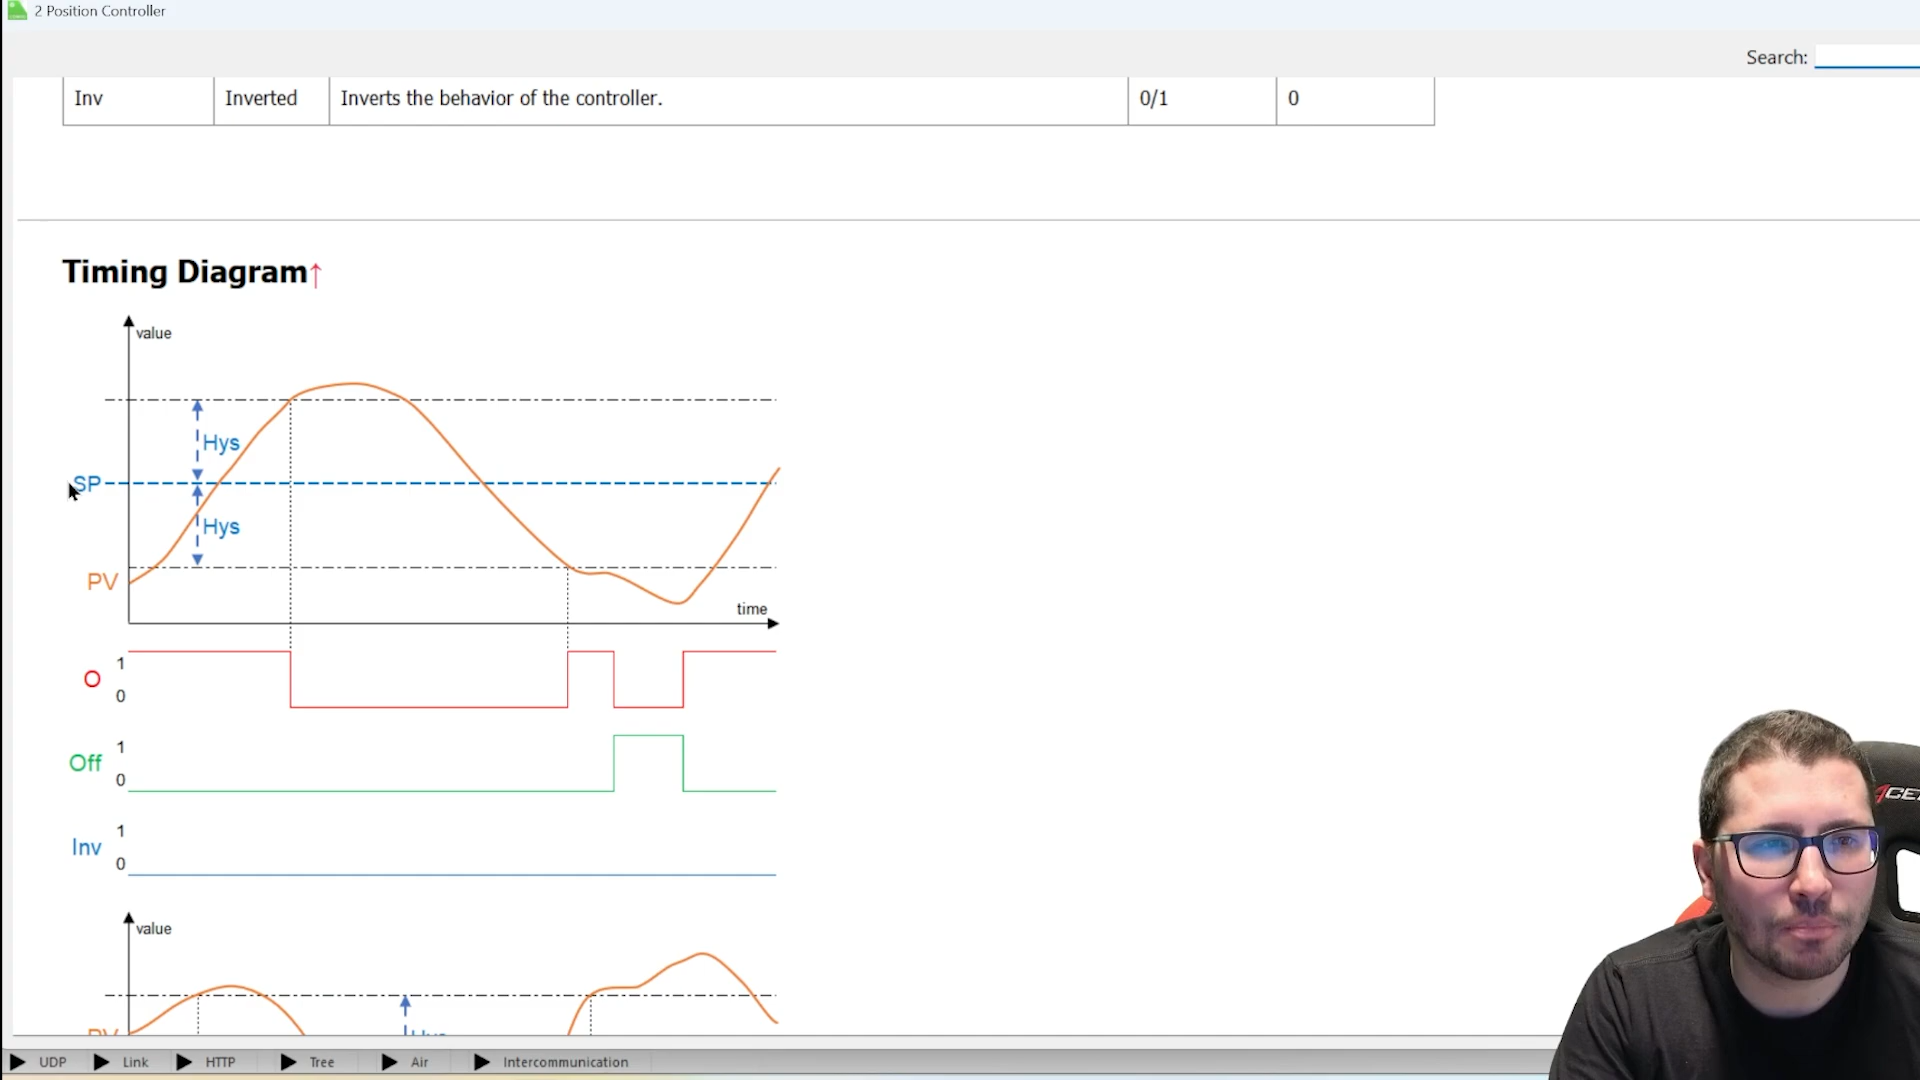 2 Position Controller
Search:
Inv Inverted Inverts the behavior of the controller. 0/1 0
Timing Diagram↑
value
Hys
SP
Hys
PV
time
O 1
0
Off 1
0
Inv 1
0
value
PV
Hys
UDP Link HTTP Tree Air Intercommunication